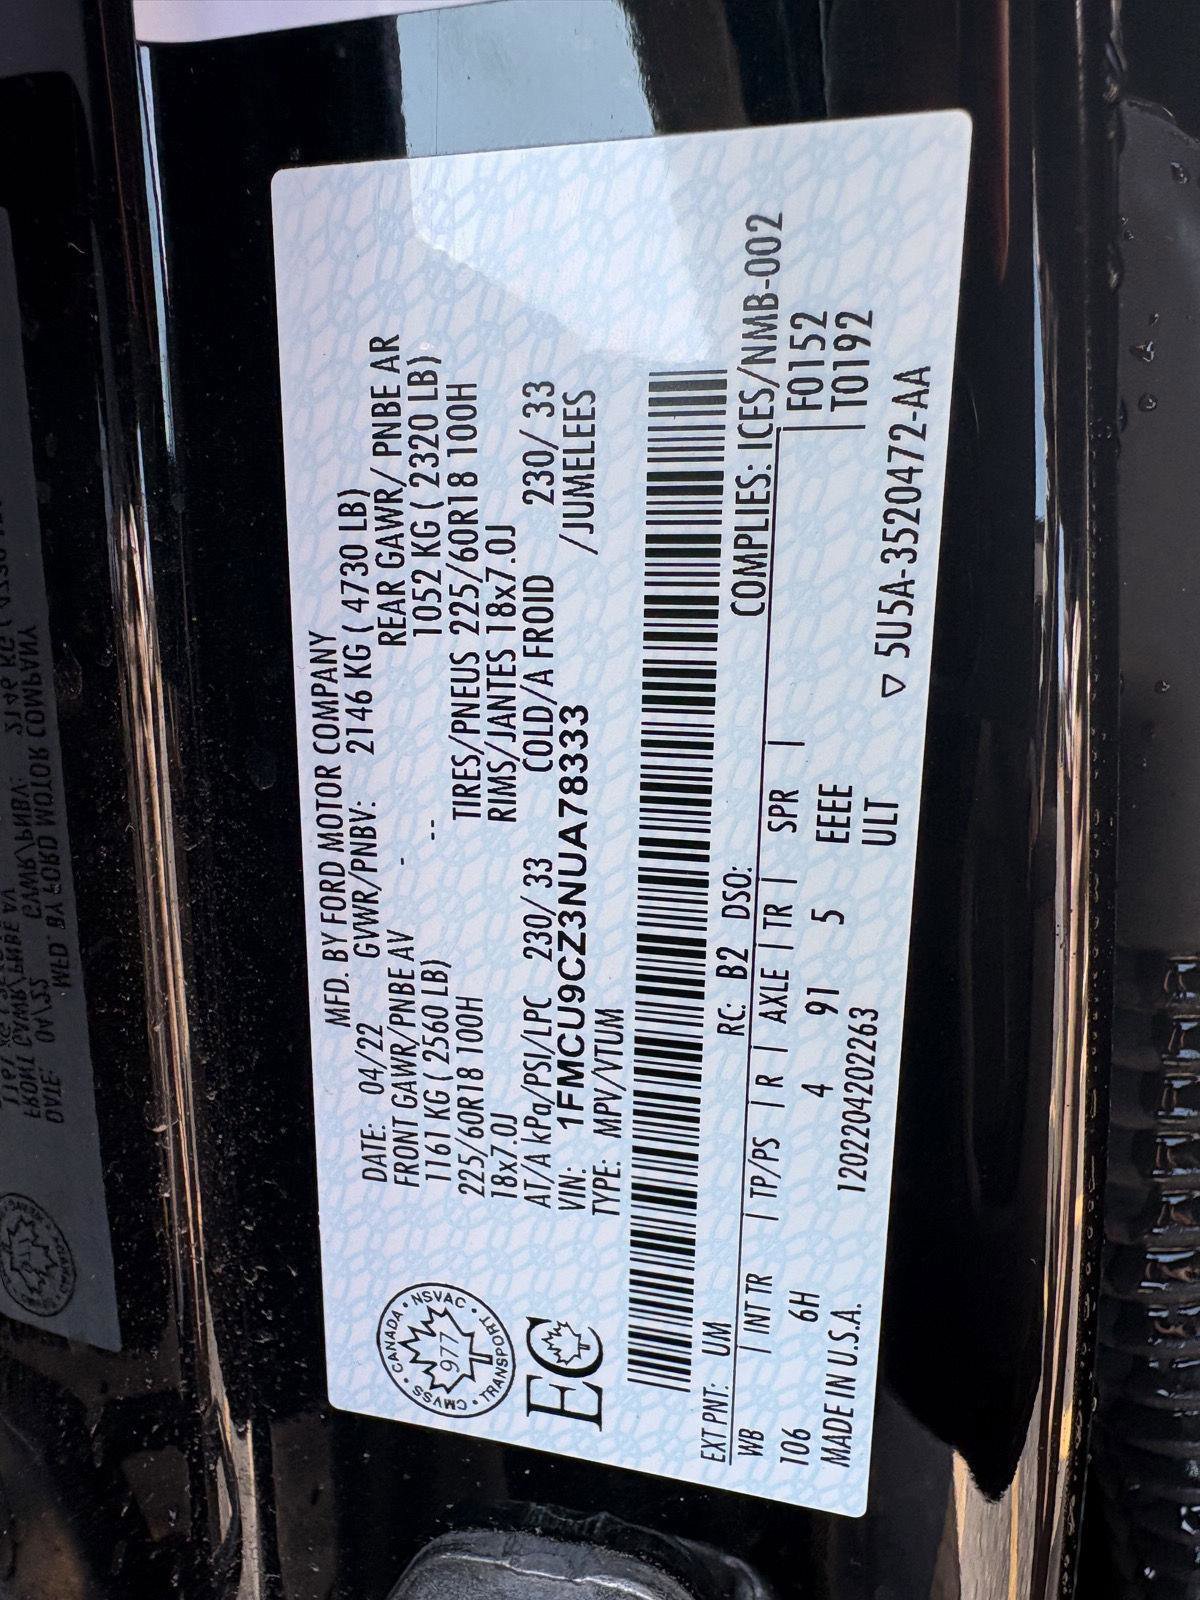 MFD. BY FORD MOTOR COMPANY
DATE: 04/22 GVWR/PNBV: 2146 KG ( 4730 LB)
FRONT GAWR/PNBE AV - REAR GAWR/ PNBE AR
1161 KG ( 2560 LB) -- 1052 KG ( 2320 LB)
225/60R18 100H TIRES/PNEUS 225/60R18 100H
18x7.0J RIMS/JANTES 18x7.0J
AT/A kPa/PSI/LPC 230/ 33 COLD/A FROID 230/ 33
VIN: 1FMCU9CZ3NUA78333 /JUMELEES
TYPE: MPV/VTUM
CMVSS · CANADA · NSVAC · TRANSPORT ·
977
EC
EXT PNT: UM RC: B2 DSO: COMPLIES: ICES/NMB-002
WB | INT TR | TP/PS | R | AXLE | TR | SPR | F0152
106 6H 4 91 5 EEEE T0192
MADE IN U.S.A. 1202204202263 ULT
▽ 5U5A-3520472-AA